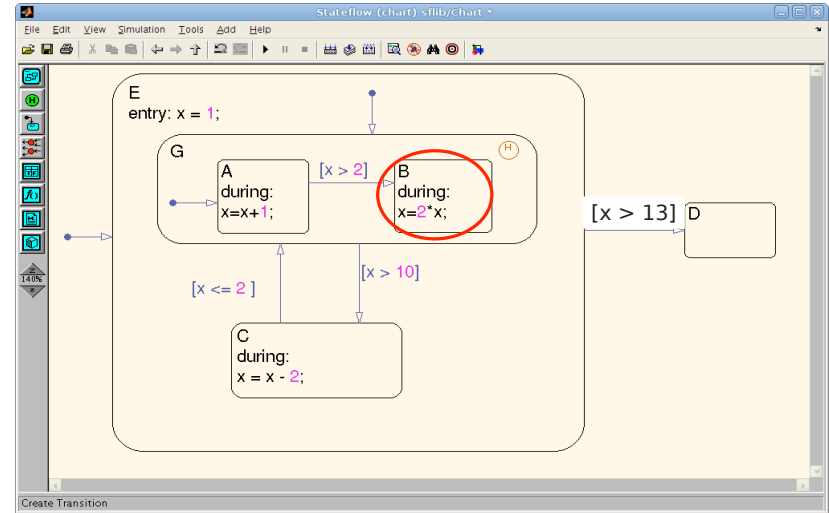 Stateflow (chart) sflib/Chart *
File Edit View Simulation Tools Add Help
E
entry: x = 1;
G
H
A
during:
x=x+1;
[x > 2]
B
during:
x=2*x;
[x > 13]
D
[x <= 2 ]
[x > 10]
C
during:
x = x - 2;
H
f()
Z
140%
Z
Create Transition